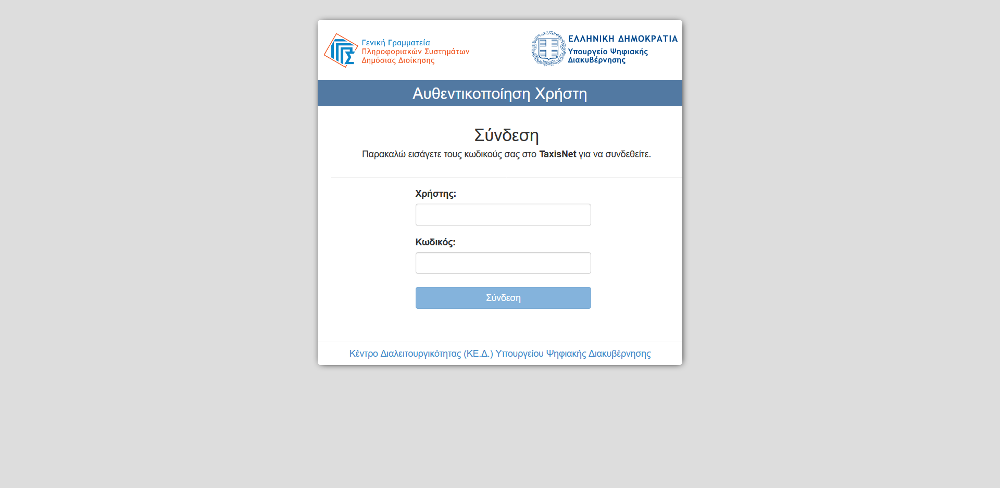 Γενική Γραμματεία
Πληροφοριακών Συστημάτων
Δημόσιας Διοίκησης
ΕΛΛΗΝΙΚΗ ΔΗΜΟΚΡΑΤΙΑ
Υπουργείο Ψηφιακής
Διακυβέρνησης
Αυθεντικοποίηση Χρήστη
Σύνδεση
Παρακαλώ εισάγετε τους κωδικούς σας στο TaxisNet για να συνδεθείτε.
Χρήστης:
Κωδικός:
Σύνδεση
Κέντρο Διαλειτουργικότητας (ΚΕ.Δ.) Υπουργείου Ψηφιακής Διακυβέρνησης